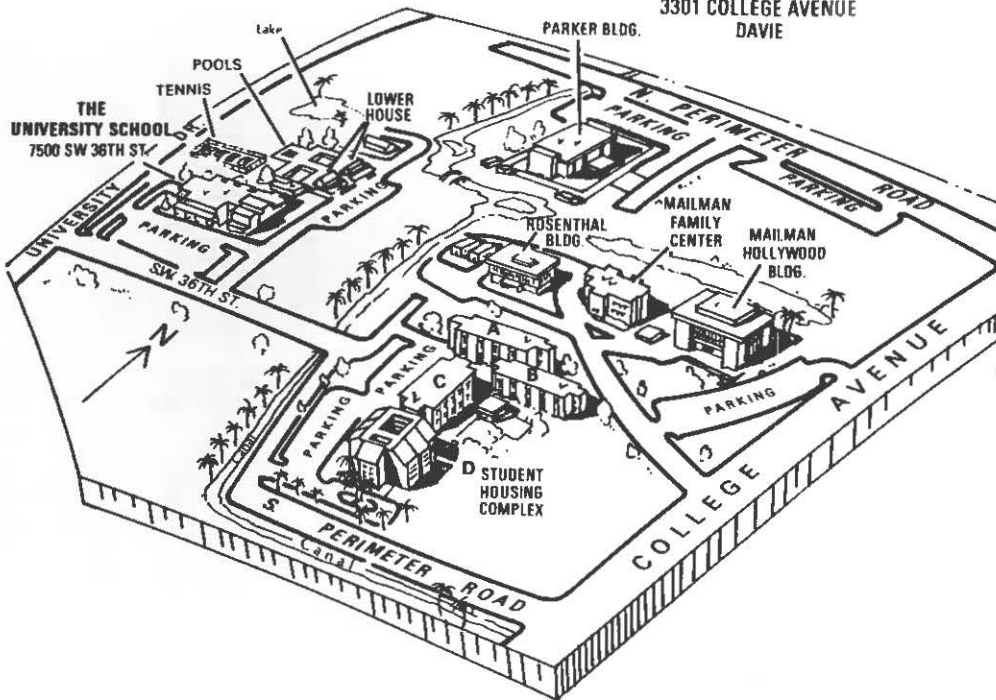 3301 COLLEGE AVENUE
DAVIE
PARKER BLDG.
Lake
POOLS
TENNIS
THE
UNIVERSITY SCHOOL
7500 SW 36TH ST.
LOWER
HOUSE
N. PERIMETER ROAD
PARKING
PARKING
UNIVERSITY DR.
PARKING
PARKING
SW. 36TH ST.
ROSENTHAL
BLDG.
MAILMAN
FAMILY
CENTER
MAILMAN
HOLLYWOOD
BLDG.
N
A
B
C
D
STUDENT
HOUSING
COMPLEX
PARKING
PARKING
PARKING
COLLEGE AVENUE
S. PERIMETER ROAD
Canal